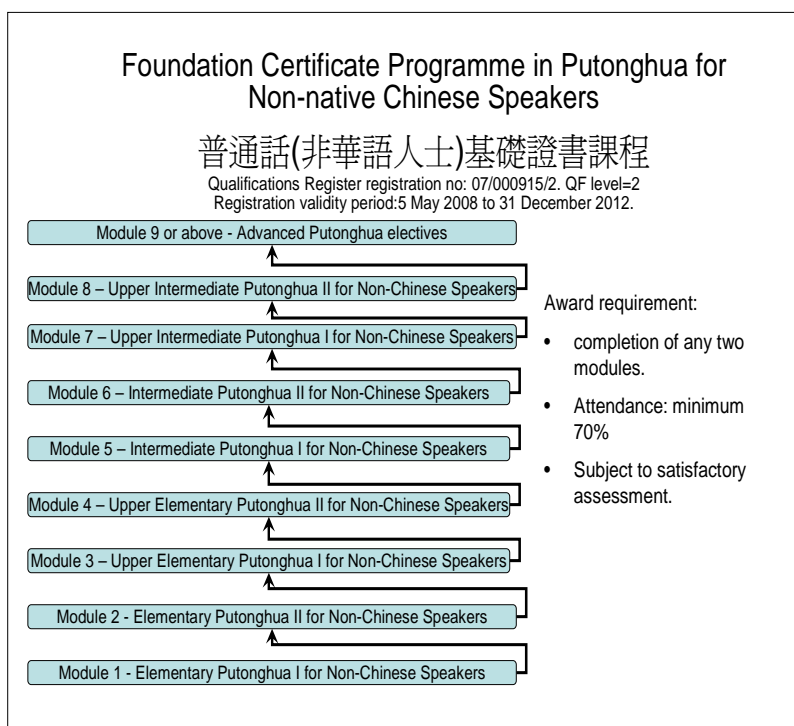 Foundation Certificate Programme in Putonghua for
Non-native Chinese Speakers
普通話(非華語人士)基礎證書課程
Qualifications Register registration no: 07/000915/2. QF level=2
Registration validity period:5 May 2008 to 31 December 2012.
Module 9 or above - Advanced Putonghua electives
Module 8 – Upper Intermediate Putonghua II for Non-Chinese Speakers
Module 7 – Upper Intermediate Putonghua I for Non-Chinese Speakers
Module 6 – Intermediate Putonghua II for Non-Chinese Speakers
Module 5 – Intermediate Putonghua I for Non-Chinese Speakers
Module 4 – Upper Elementary Putonghua II for Non-Chinese Speakers
Module 3 – Upper Elementary Putonghua I for Non-Chinese Speakers
Module 2 - Elementary Putonghua II for Non-Chinese Speakers
Module 1 - Elementary Putonghua I for Non-Chinese Speakers
Award requirement:
• completion of any two
modules.
• Attendance: minimum
70%
• Subject to satisfactory
assessment.